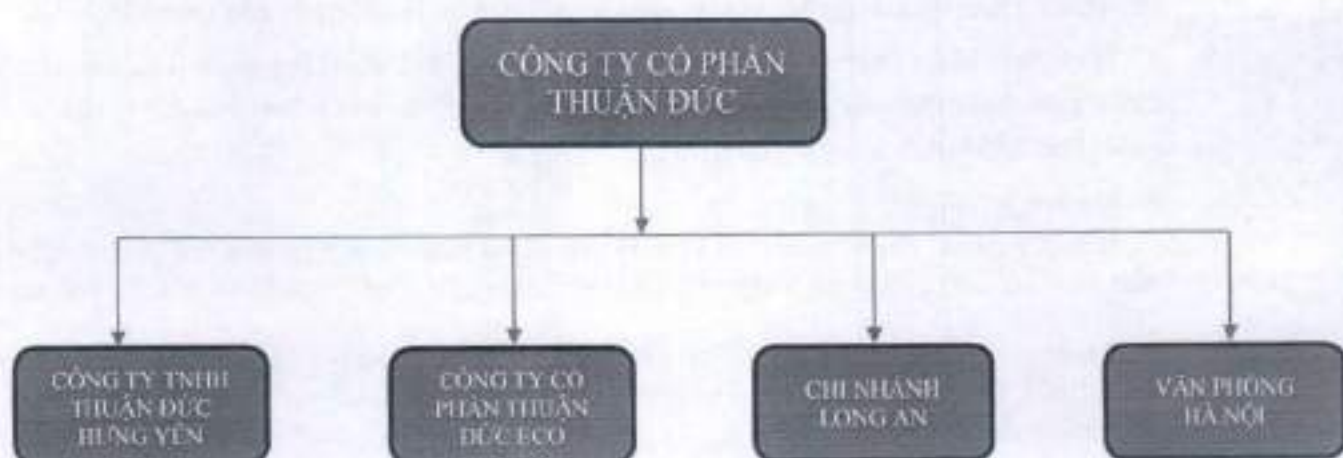 CÔNG TY CỔ PHẦN
THUẬN ĐỨC
CÔNG TY TNHH
THUẬN ĐỨC
HƯNG YÊN
CÔNG TY CỔ
PHẦN THUẬN
ĐỨC ECO
CHI NHÁNH
LONG AN
VĂN PHÒNG
HÀ NỘI